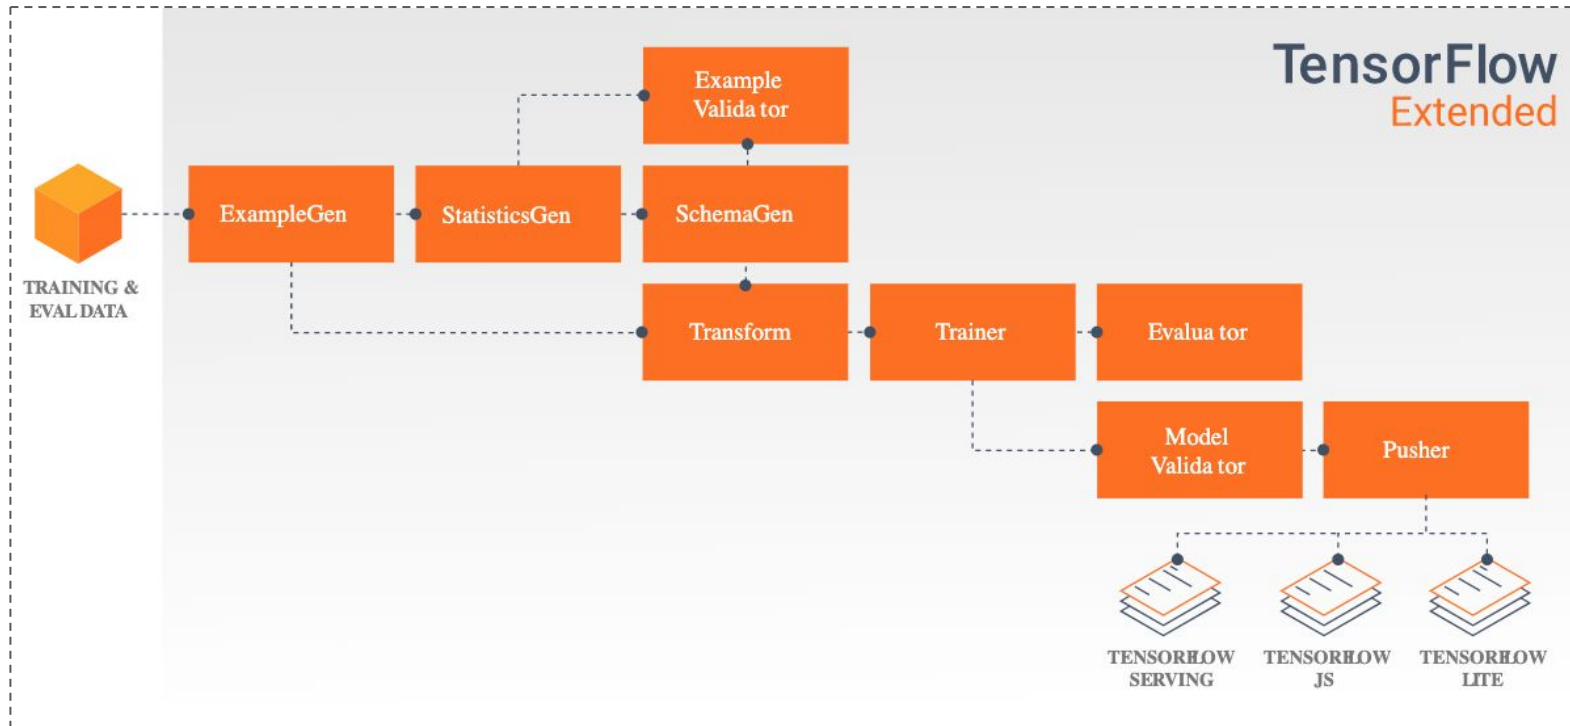 TensorFlow
Extended
Example
Valida tor
ExampleGen
StatisticsGen
SchemaGen
TRAINING &
EVAL DATA
Transform
Trainer
Evalua tor
Model
Valida tor
Pusher
TENSORFLOW
SERVING
TENSORFLOW
JS
TENSORFLOW
LITE